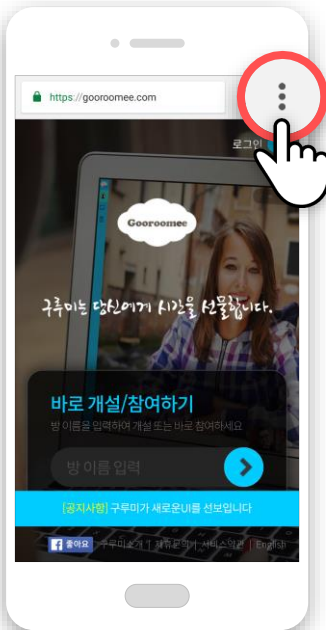 https://gooroomee.com
로그인
Gooroomee
구루미는 당신에게 시간을 선물합니다.
바로 개설/참여하기
방 이름을 입력하여 개설 또는 바로 참여하세요
방 이름 입력
[공지사항] 구루미가 새로운UI를 선보입니다
좋아요 구루미소개 | 제휴문의 | 서비스약관 | English